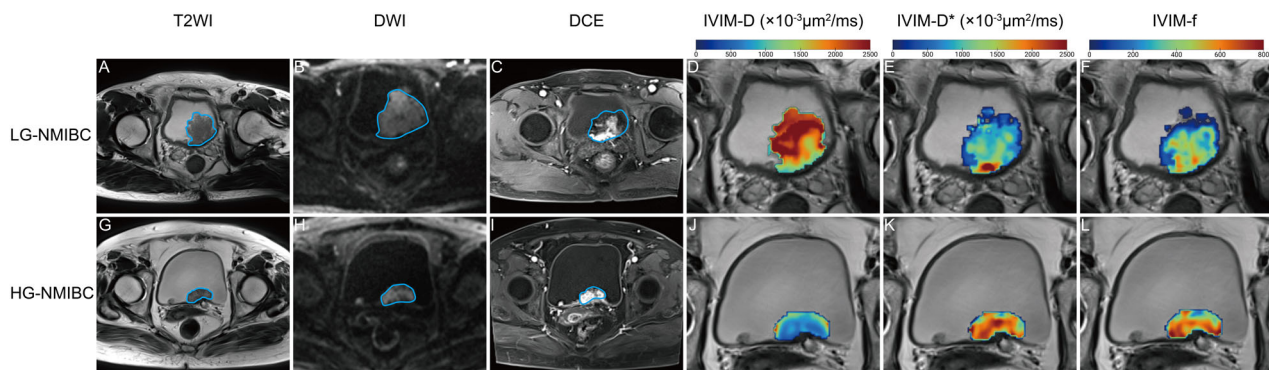 T2WI DWI DCE IVIM-D (×10⁻³μm²/ms) IVIM-D* (×10⁻³μm²/ms) IVIM-f
0 500 1000 1500 2000 2500 0 500 1000 1500 2000 2500 0 200 400 600 800
A B C D E F
LG-NMIBC
G H I J K L
HG-NMIBC